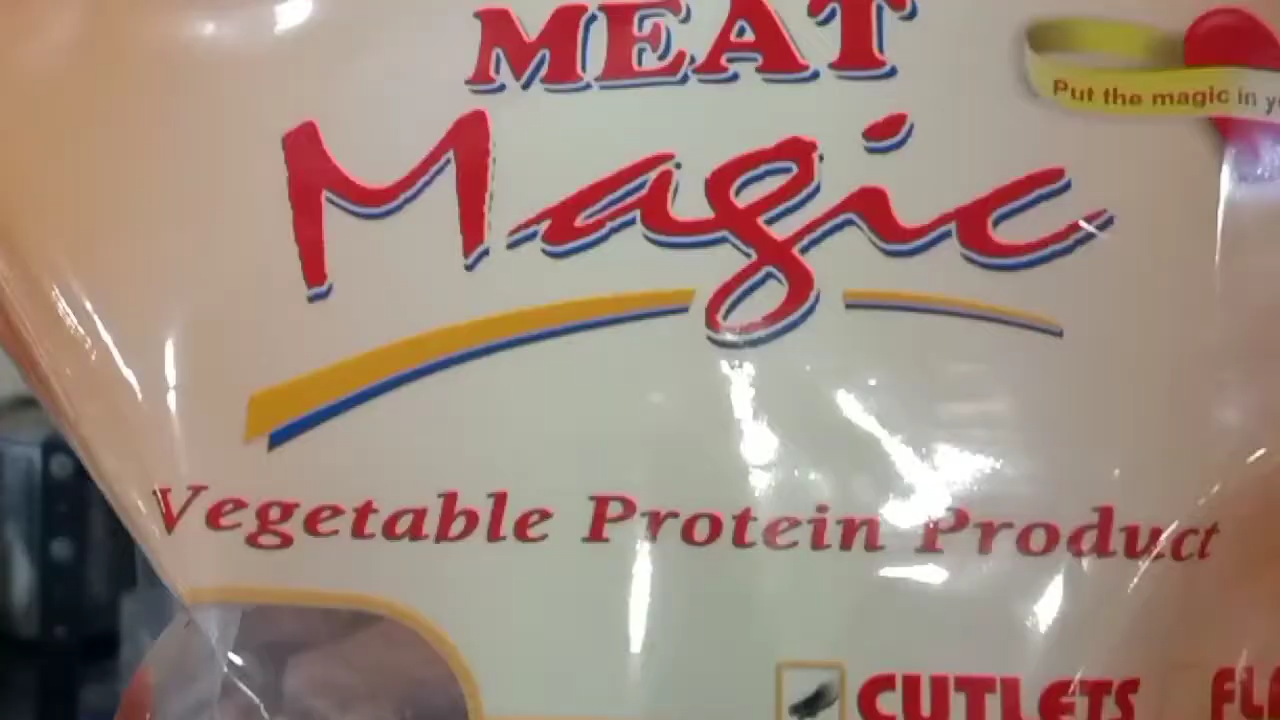 MEAT
Magic
Put the magic in
Vegetable Protein Product
CUTLETS